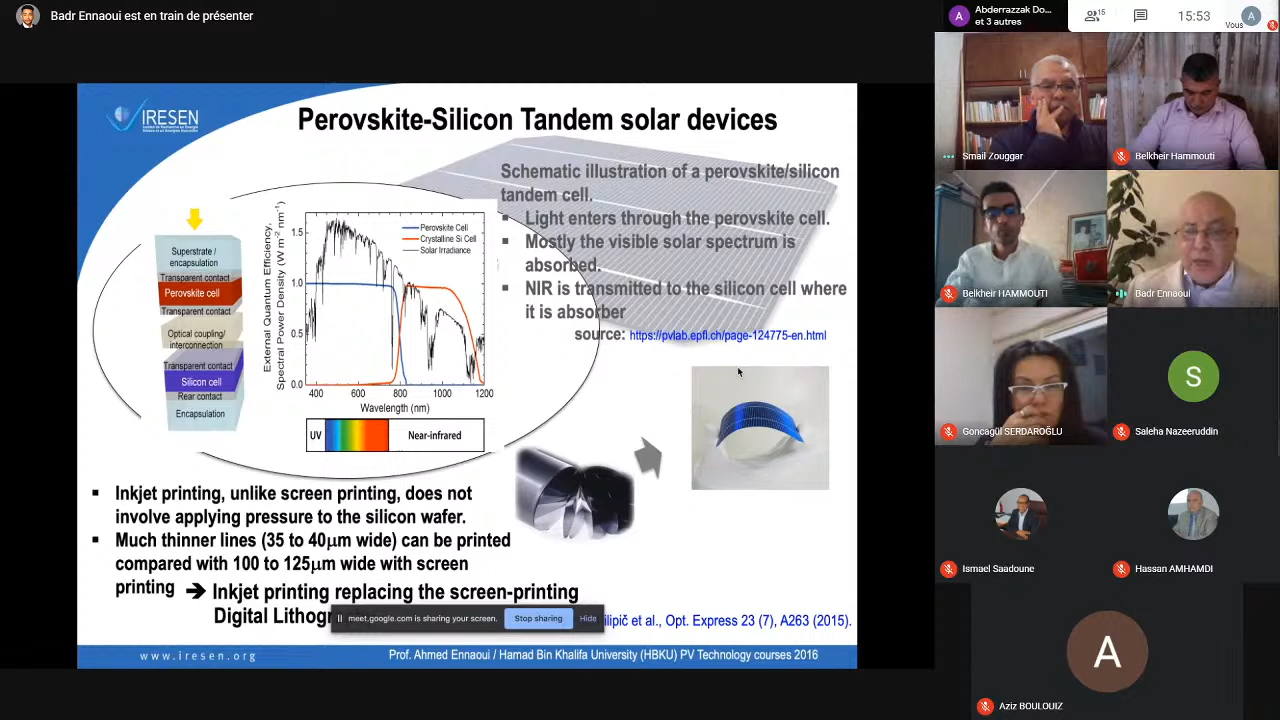 Badr Ennaoui est en train de présenter
A
Abderrazzak Do...
et 3 autres
15
15:53
Vous
A
IRESEN
Perovskite-Silicon Tandem solar devices
Schematic illustration of a perovskite/silicon
tandem cell.
▪ Light enters through the perovskite cell.
▪ Mostly the visible solar spectrum is
absorbed.
▪ NIR is transmitted to the silicon cell where
it is absorber
source: https://pvlab.epfl.ch/page-124775-en.html
Superstrate /
encapsulation
Transparent contact
Perovskite cell
Transparent contact
Optical coupling/
interconnection
Transparent contact
Silicon cell
Rear contact
Encapsulation
External Quantum Efficiency,
Spectral Power Density (W m⁻² nm⁻¹)
1.5
1.0
0.5
0.0
Perovskite Cell
Crystalline Si Cell
Solar Irradiance
400 600 800 1000 1200
Wavelength (nm)
UV
Near-infrared
▪ Inkjet printing, unlike screen printing, does not
involve applying pressure to the silicon wafer.
▪ Much thinner lines (35 to 40µm wide) can be printed
compared with 100 to 125µm wide with screen
printing ➔ Inkjet printing replacing the screen-printing
Digital Lithogr
meet.google.com is sharing your screen.
Stop sharing
Hide
ilipič et al., Opt. Express 23 (7), A263 (2015).
www.iresen.org
Prof. Ahmed Ennaoui / Hamad Bin Khalifa University (HBKU) PV Technology courses 2016
Smail Zouggar
Belkheir Hammouti
Belkheir HAMMOUTI
Badr Ennaoui
Goncagül SERDAROĞLU
S
Saleha Nazeeruddin
Ismael Saadoune
Hassan AMHAMDI
A
Aziz BOULOUIZ